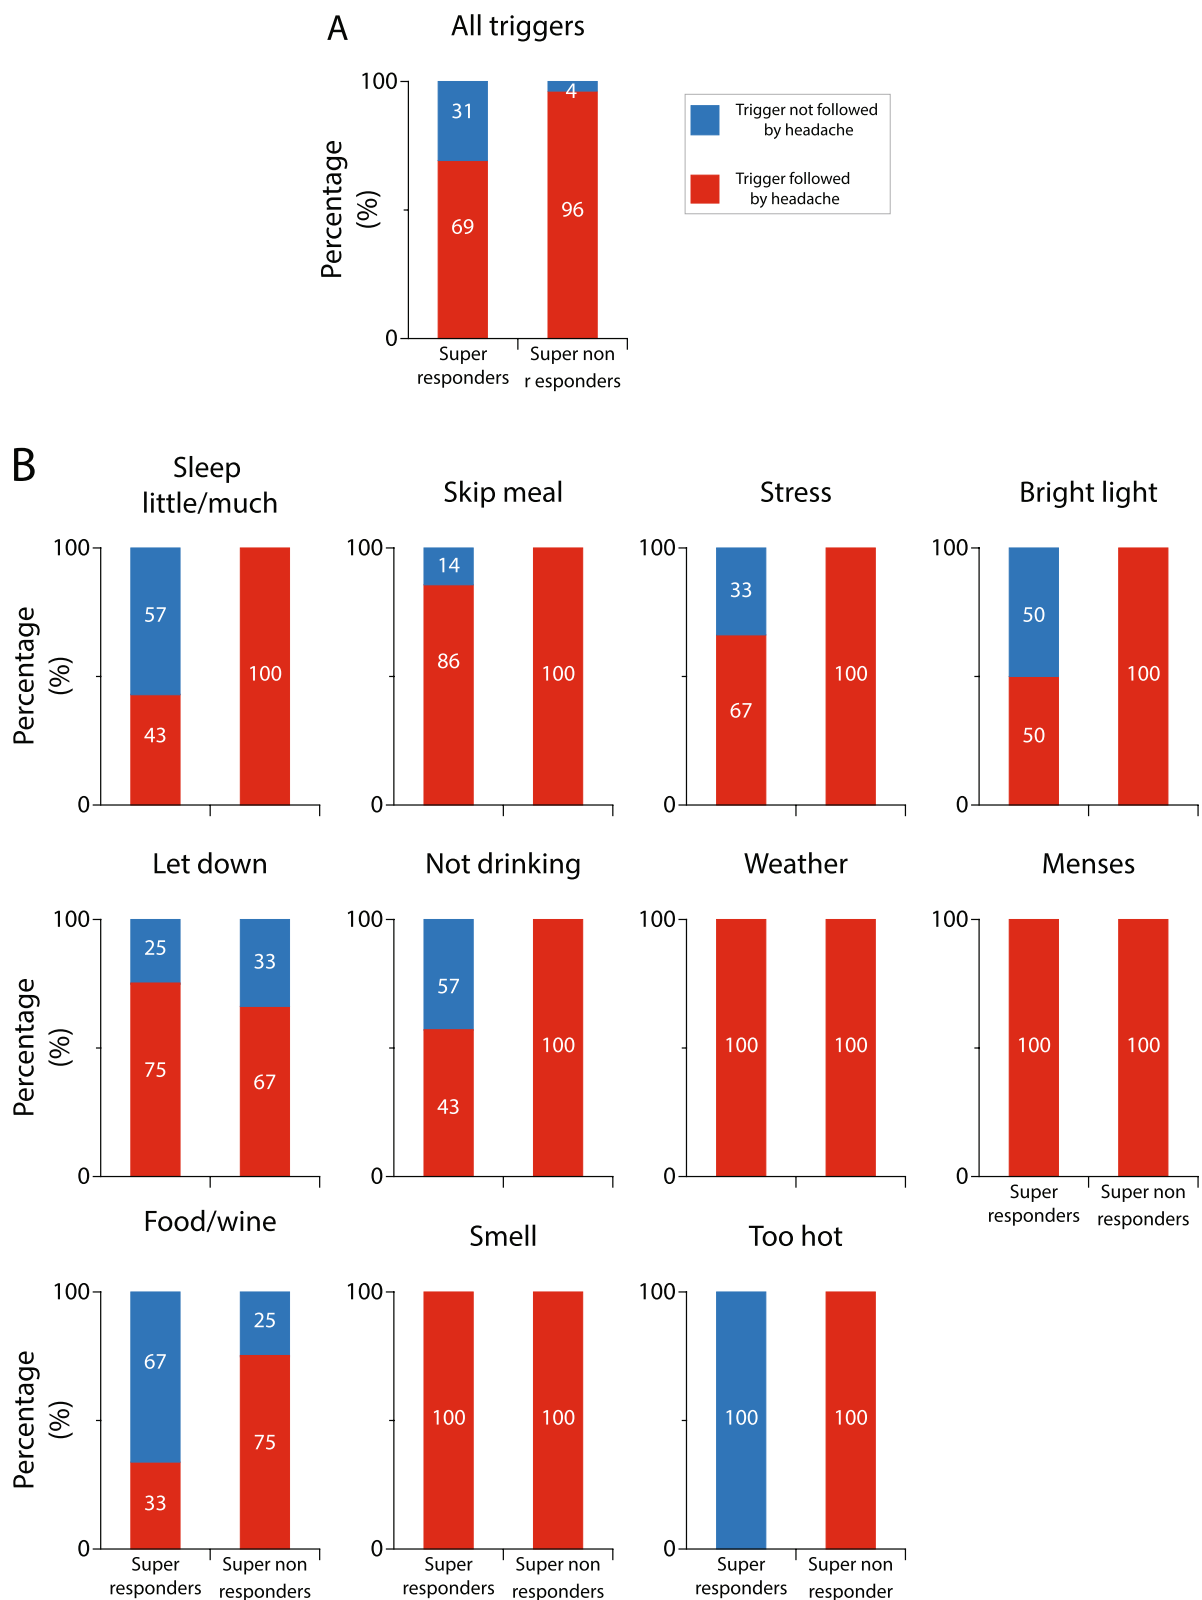 A
All triggers
100
0
Percentage
(%)
31
69
4
96
Super
responders
Super non
r esponders
Trigger not followed
by headache
Trigger followed
by headache
B
Sleep
little/much
Percentage
(%)
100
0
57
43
100
Skip meal
100
0
14
86
100
Stress
100
0
33
67
100
Bright light
100
0
50
50
100
Let down
Percentage
(%)
100
0
25
75
33
67
Not drinking
100
0
57
43
100
Weather
100
0
100
100
Menses
100
0
100
100
Super
responders
Super non
responders
Food/wine
Percentage
(%)
100
0
67
33
25
75
Super
responders
Super non
responders
Smell
100
0
100
100
Super
responders
Super non
responders
Too hot
100
0
100
100
Super
responders
Super non
responder